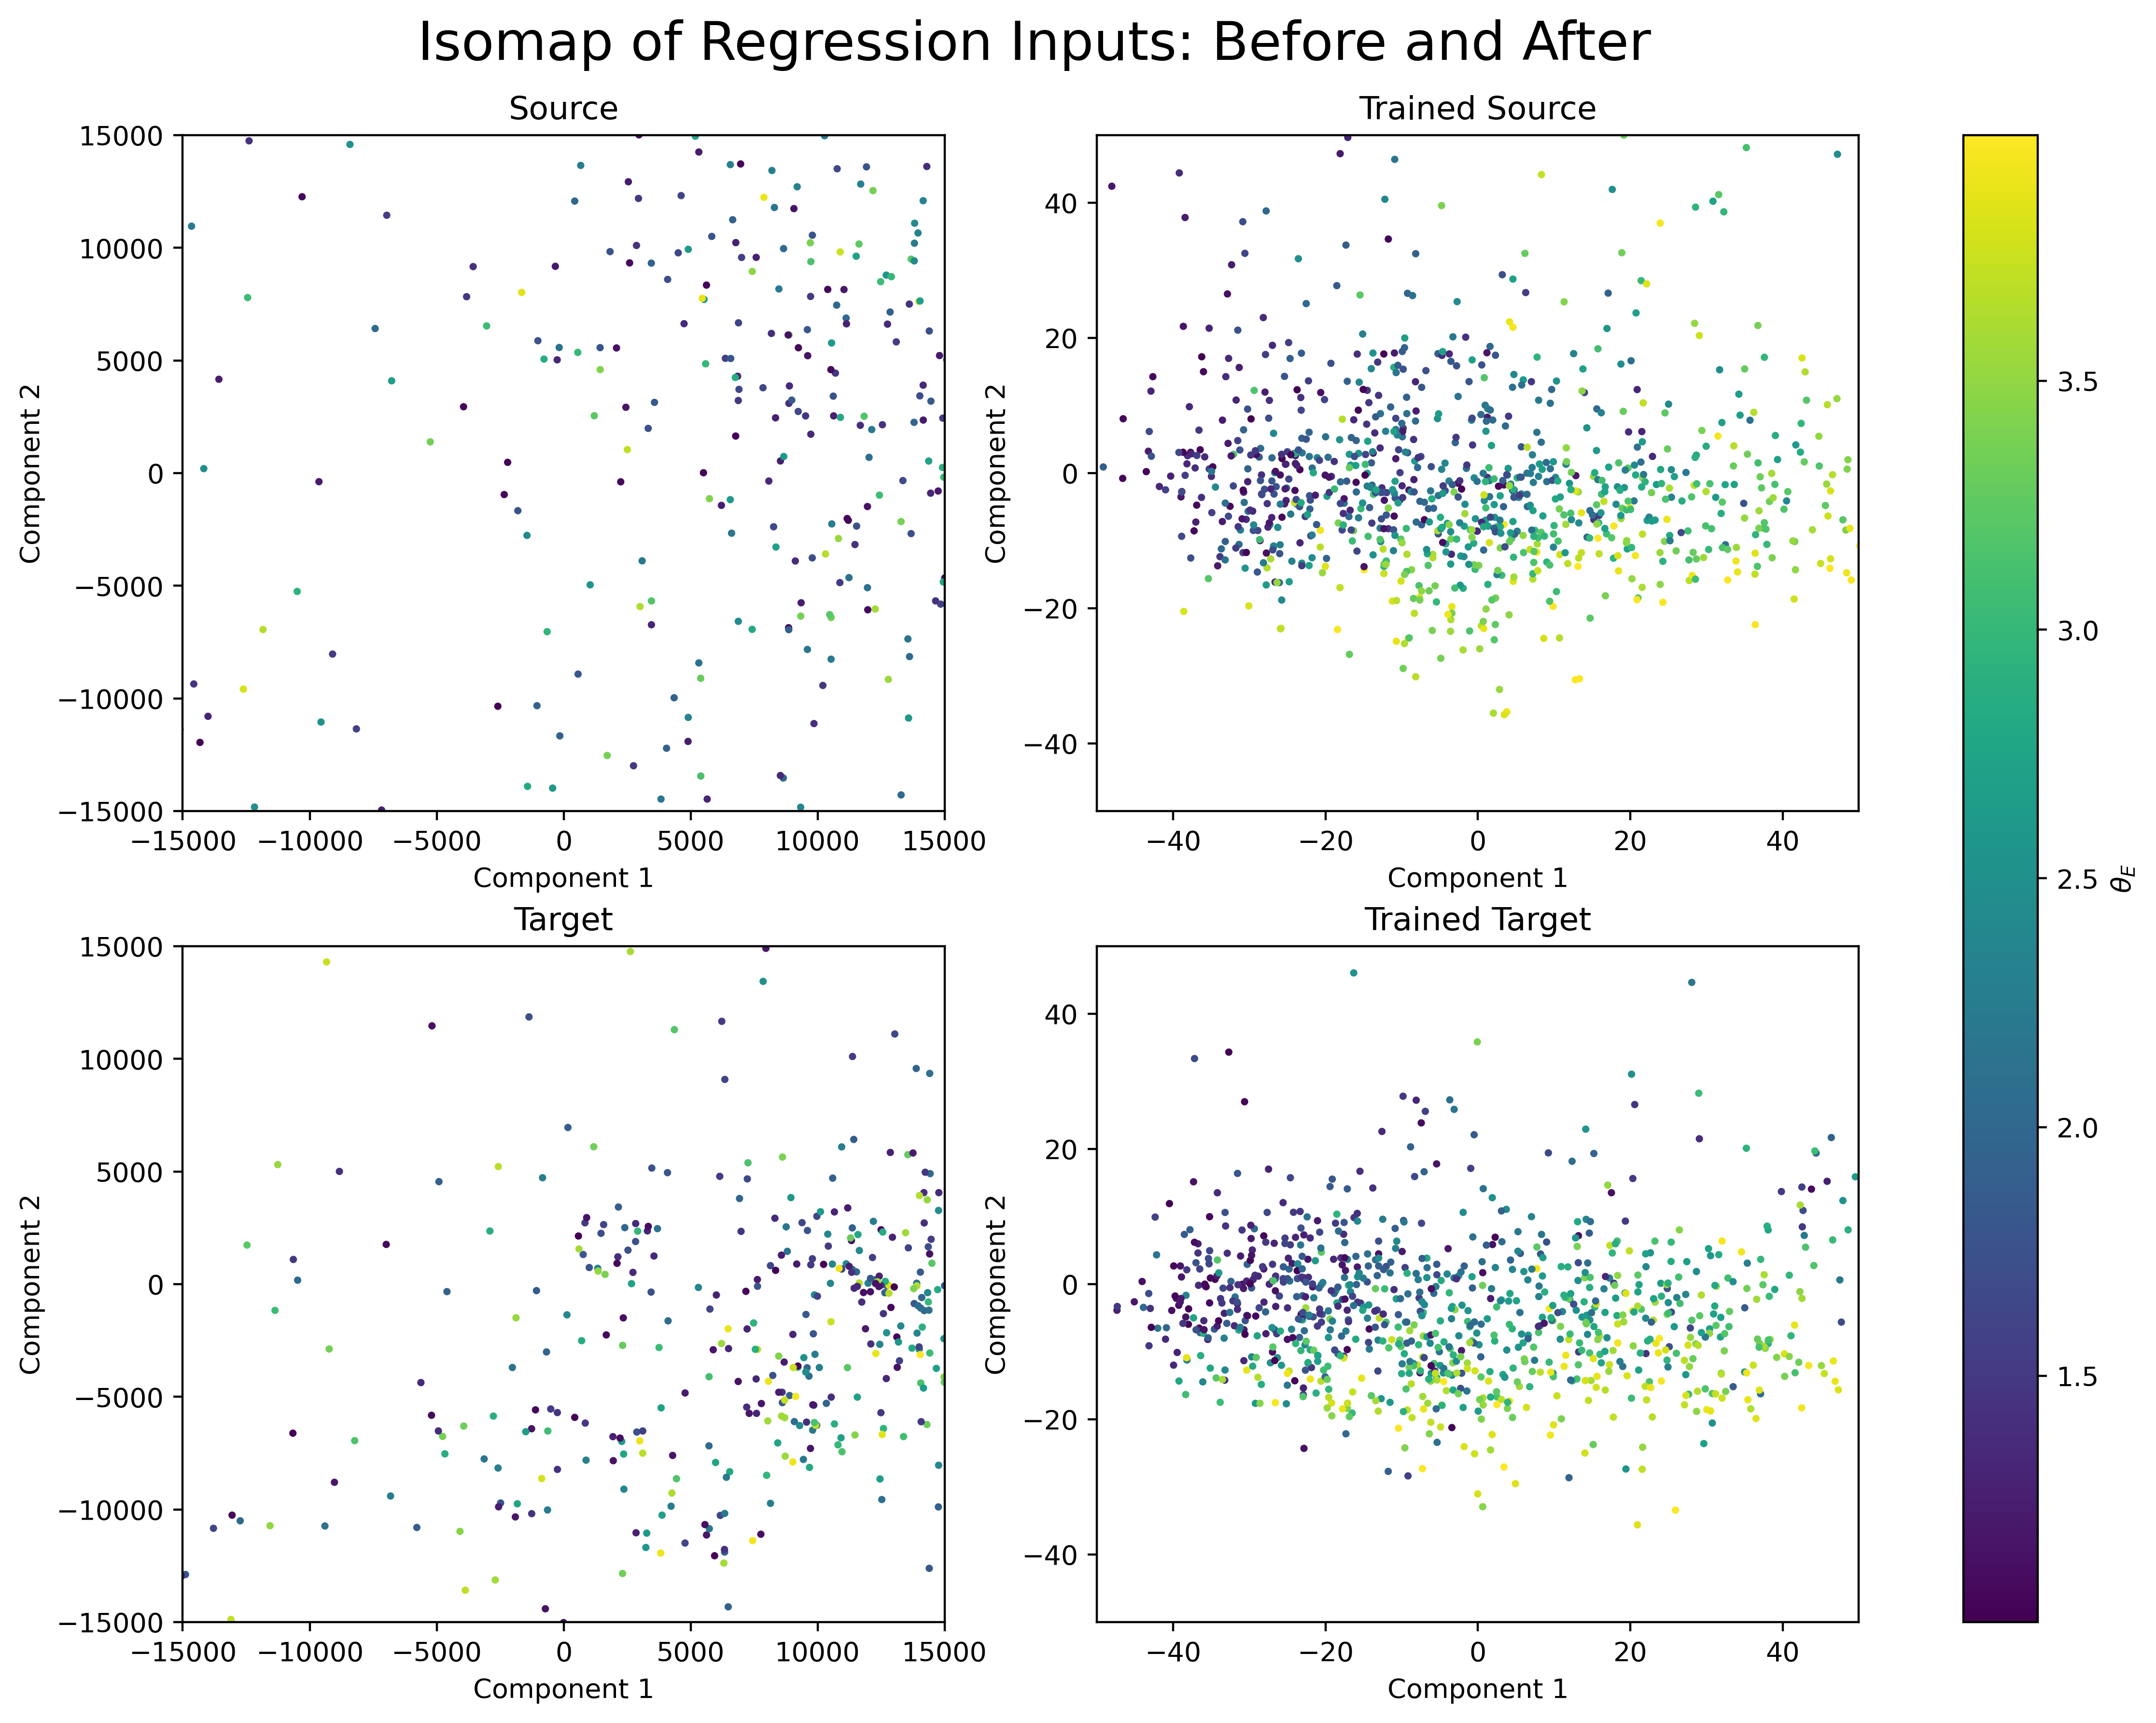 Isomap of Regression Inputs: Before and After
Source
15000
10000
5000
0
−5000
−10000
−15000
Component 2
−15000 −10000 −5000 0 5000 10000 15000
Component 1
Trained Source
40
20
0
−20
−40
Component 2
−40 −20 0 20 40
Component 1
Target
15000
10000
5000
0
−5000
−10000
−15000
Component 2
−15000 −10000 −5000 0 5000 10000 15000
Component 1
Trained Target
40
20
0
−20
−40
Component 2
−40 −20 0 20 40
Component 1
3.5
3.0
2.5
2.0
1.5
θE